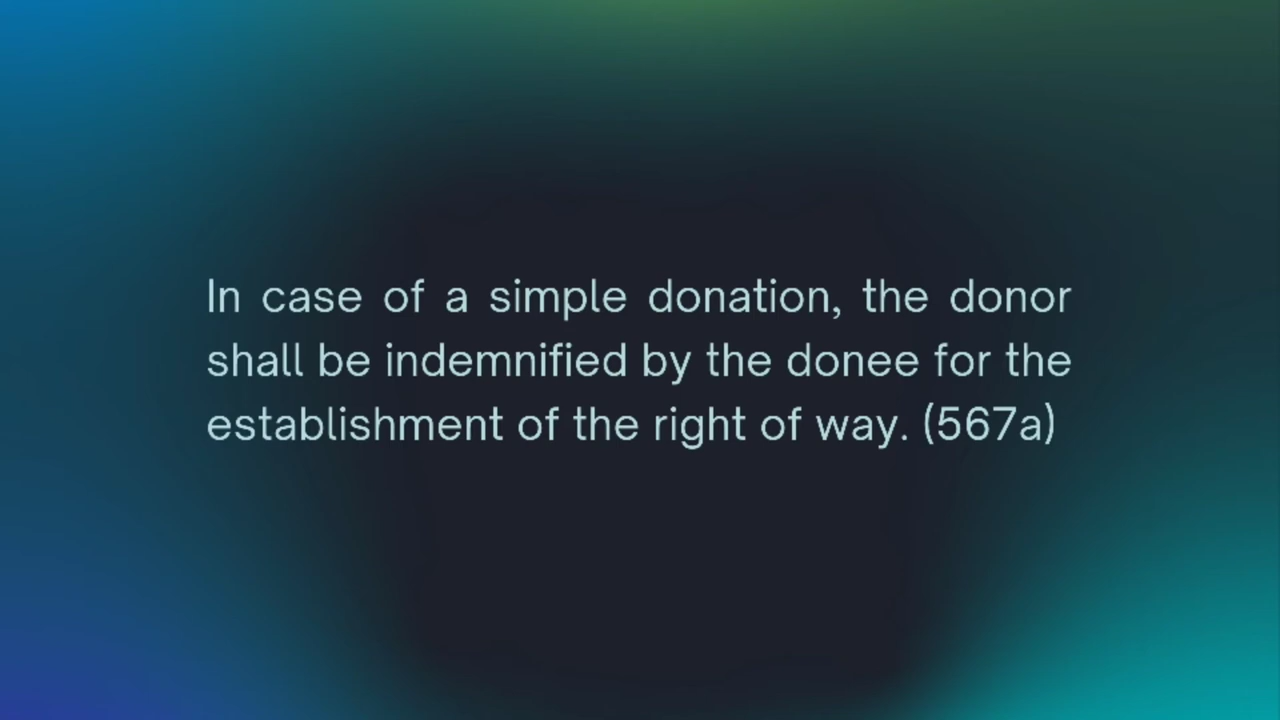 In case of a simple donation, the donor
shall be indemnified by the donee for the
establishment of the right of way. (567a)